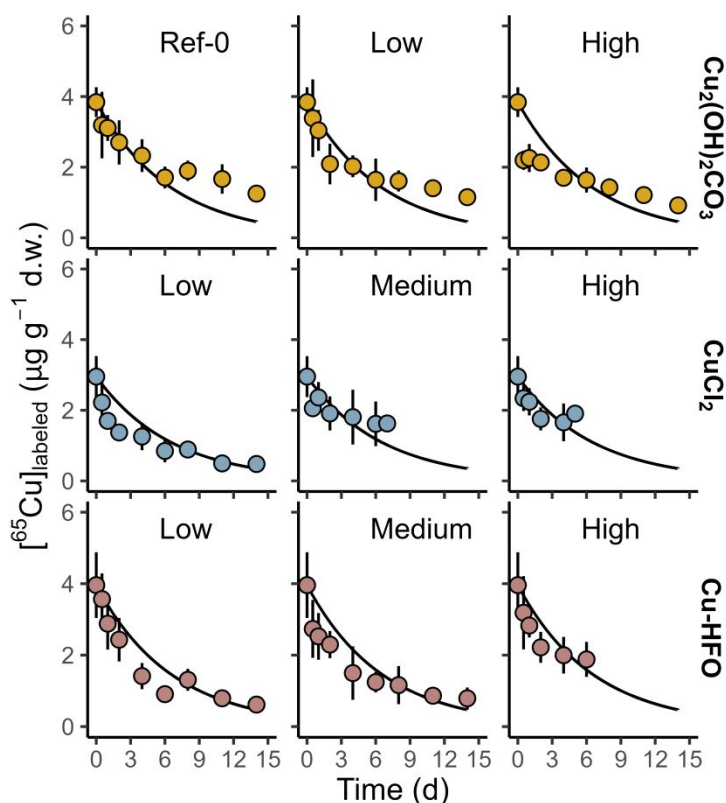 Ref-0 Low High
6
4
2
0
Cu₂(OH)₂CO₃
Low Medium High
6
4
2
0
CuCl₂
Low Medium High
6
4
2
0
Cu-HFO
[⁶⁵Cu]labeled (µg g⁻¹ d.w.)
0 3 6 9 12 15 0 3 6 9 12 15 0 3 6 9 12 15
Time (d)